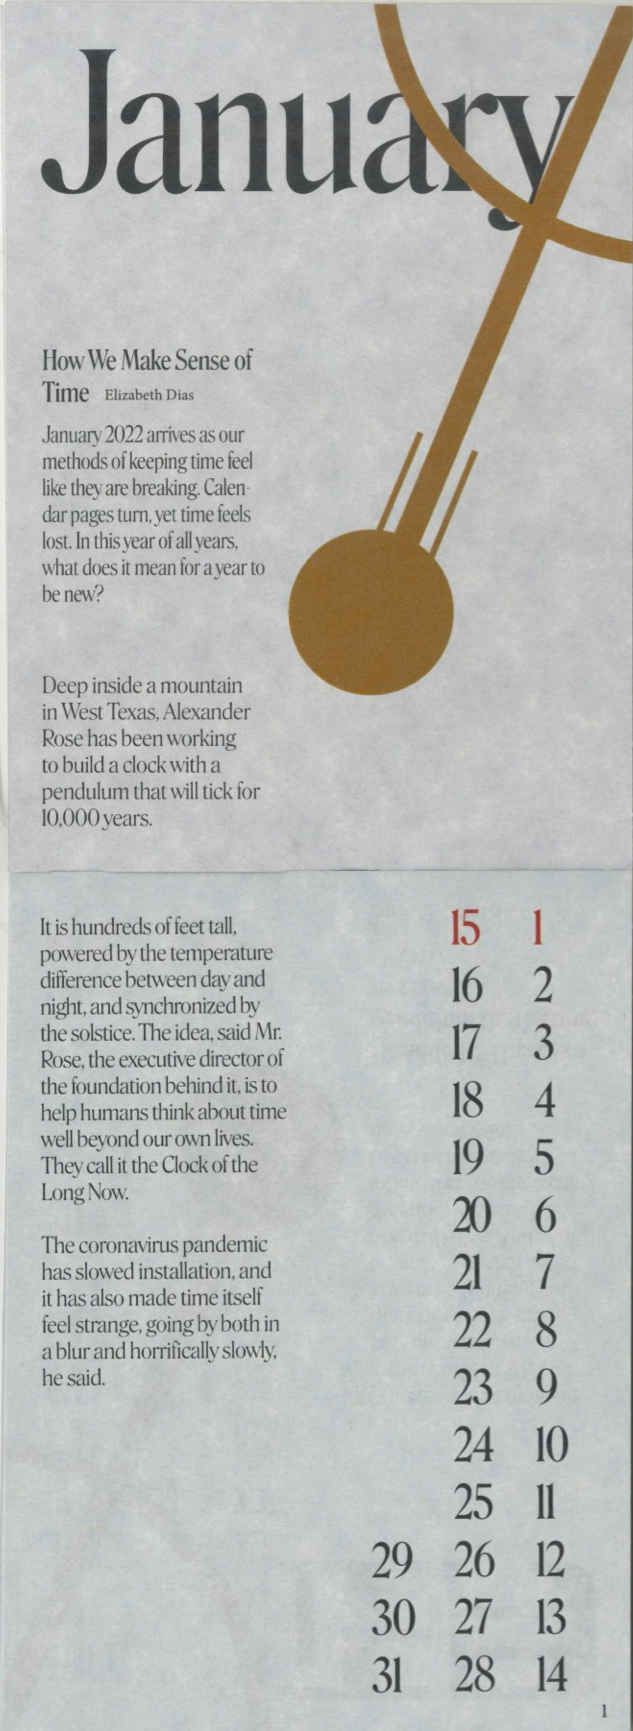 January
How We Make Sense of
Time Elizabeth Dias
January 2022 arrives as our
methods of keeping time feel
like they are breaking. Calen-
dar pages turn, yet time feels
lost. In this year of all years,
what does it mean for a year to
be new?
Deep inside a mountain
in West Texas, Alexander
Rose has been working
to build a clock with a
pendulum that will tick for
10,000 years.
It is hundreds of feet tall,
powered by the temperature
difference between day and
night, and synchronized by
the solstice. The idea, said Mr.
Rose, the executive director of
the foundation behind it, is to
help humans think about time
well beyond our own lives.
They call it the Clock of the
Long Now.
The coronavirus pandemic
has slowed installation, and
it has also made time itself
feel strange, going by both in
a blur and horrifically slowly,
he said.
15 1
16 2
17 3
18 4
19 5
20 6
21 7
22 8
23 9
24 10
25 11
29 26 12
30 27 13
31 28 14
1